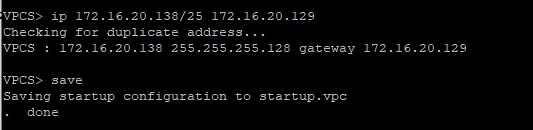 VPCS> ip 172.16.20.138/25 172.16.20.129
Checking for duplicate address...
VPCS : 172.16.20.138 255.255.255.128 gateway 172.16.20.129
VPCS> save
Saving startup configuration to startup.vpc
.  done